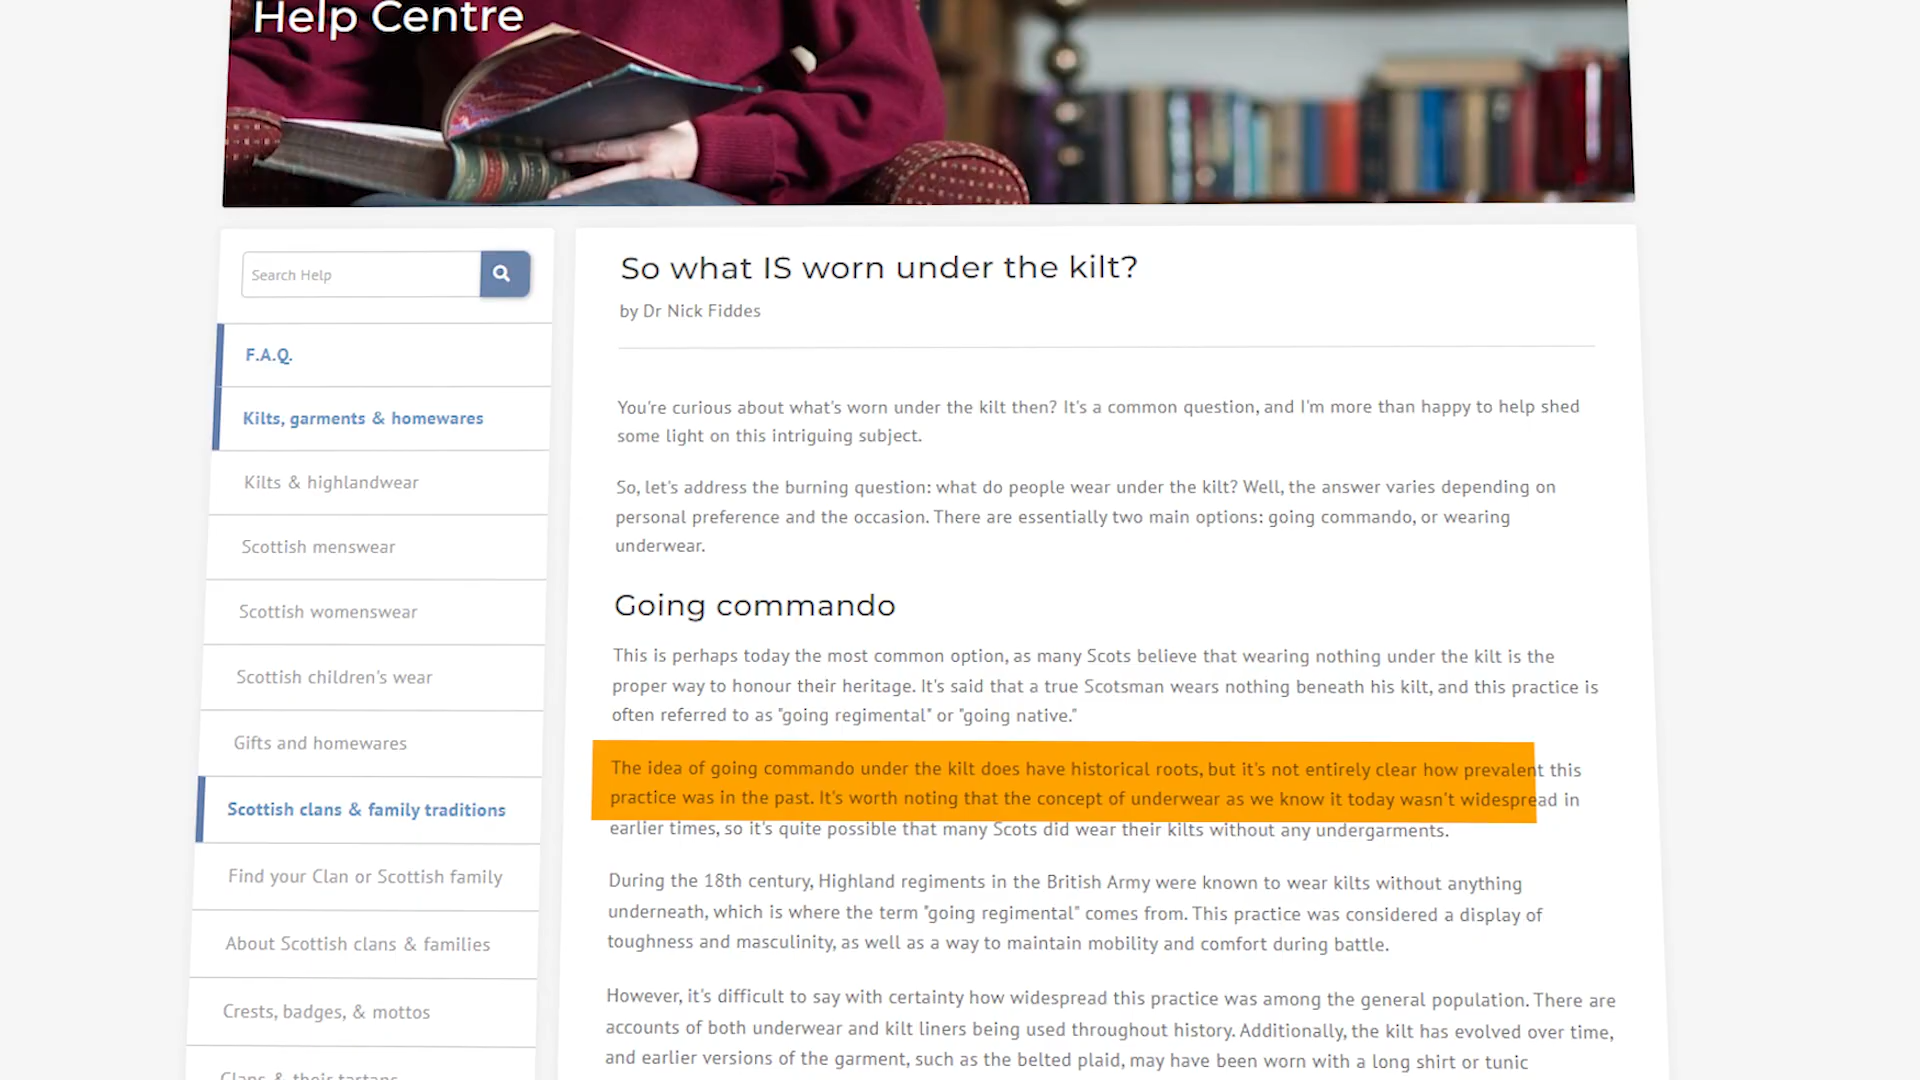 Help Centre
Search Help
F.A.Q.
Kilts, garments & homewares
Kilts & highlandwear
Scottish menswear
Scottish womenswear
Scottish children's wear
Gifts and homewares
Scottish clans & family traditions
Find your Clan or Scottish family
About Scottish clans & families
Crests, badges, & mottos
Clans & their tartans
So what IS worn under the kilt?
by Dr Nick Fiddes
You're curious about what's worn under the kilt then? It's a common question, and I'm more than happy to help shed
some light on this intriguing subject.
So, let's address the burning question: what do people wear under the kilt? Well, the answer varies depending on
personal preference and the occasion. There are essentially two main options: going commando, or wearing
underwear.
Going commando
This is perhaps today the most common option, as many Scots believe that wearing nothing under the kilt is the
proper way to honour their heritage. It's said that a true Scotsman wears nothing beneath his kilt, and this practice is
often referred to as "going regimental" or "going native."
The idea of going commando under the kilt does have historical roots, but it's not entirely clear how prevalent this
practice was in the past. It's worth noting that the concept of underwear as we know it today wasn't widespread in
earlier times, so it's quite possible that many Scots did wear their kilts without any undergarments.
During the 18th century, Highland regiments in the British Army were known to wear kilts without anything
underneath, which is where the term "going regimental" comes from. This practice was considered a display of
toughness and masculinity, as well as a way to maintain mobility and comfort during battle.
However, it's difficult to say with certainty how widespread this practice was among the general population. There are
accounts of both underwear and kilt liners being used throughout history. Additionally, the kilt has evolved over time,
and earlier versions of the garment, such as the belted plaid, may have been worn with a long shirt or tunic